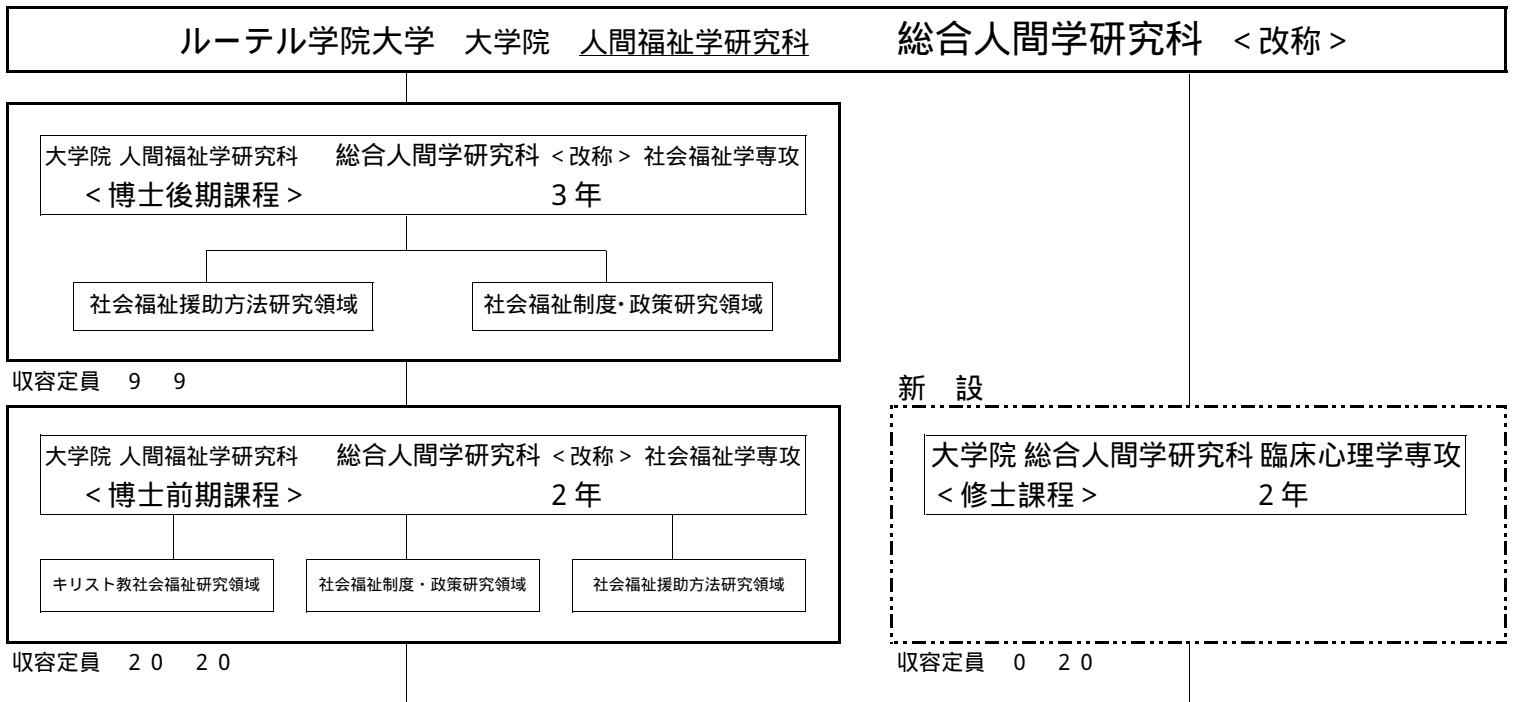 ルーテル学院大学　大学院　人間福祉学研究科　　総合人間学研究科　<改称>
大学院 人間福祉学研究科　総合人間学研究科 <改称> 社会福祉学専攻
<博士後期課程>　3年
社会福祉援助方法研究領域
社会福祉制度・政策研究領域
収容定員　9　9
大学院 人間福祉学研究科　総合人間学研究科 <改称> 社会福祉学専攻
<博士前期課程>　2年
キリスト教社会福祉研究領域
社会福祉制度・政策研究領域
社会福祉援助方法研究領域
収容定員　20　20
新　設
大学院 総合人間学研究科 臨床心理学専攻
<修士課程>　2年
収容定員　0　20